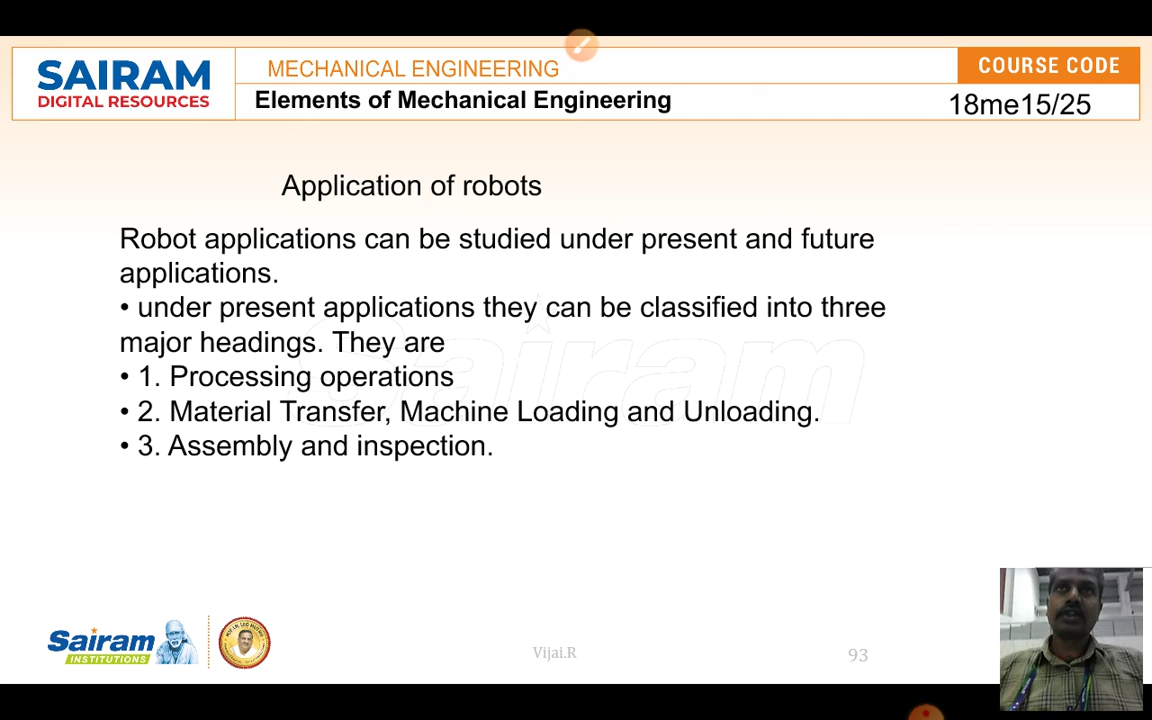 SAIRAM
DIGITAL RESOURCES
MECHANICAL ENGINEERING
Elements of Mechanical Engineering
COURSE CODE
18me15/25
Application of robots
Robot applications can be studied under present and future
applications.
• under present applications they can be classified into three
major headings. They are
• 1. Processing operations
• 2. Material Transfer, Machine Loading and Unloading.
• 3. Assembly and inspection.
Sairam
Sairam
INSTITUTIONS
Vijai.R
93